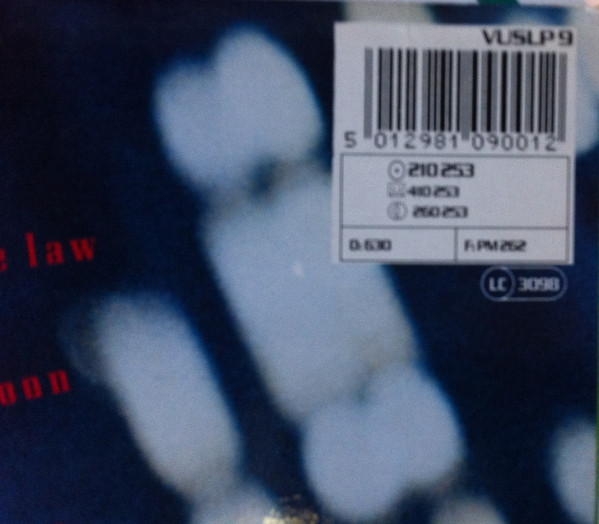 VUSLP 9
5 012981 090012
210 253
410 253
260 253
D: 630
F: PM 262
LC 3098
e law
oon